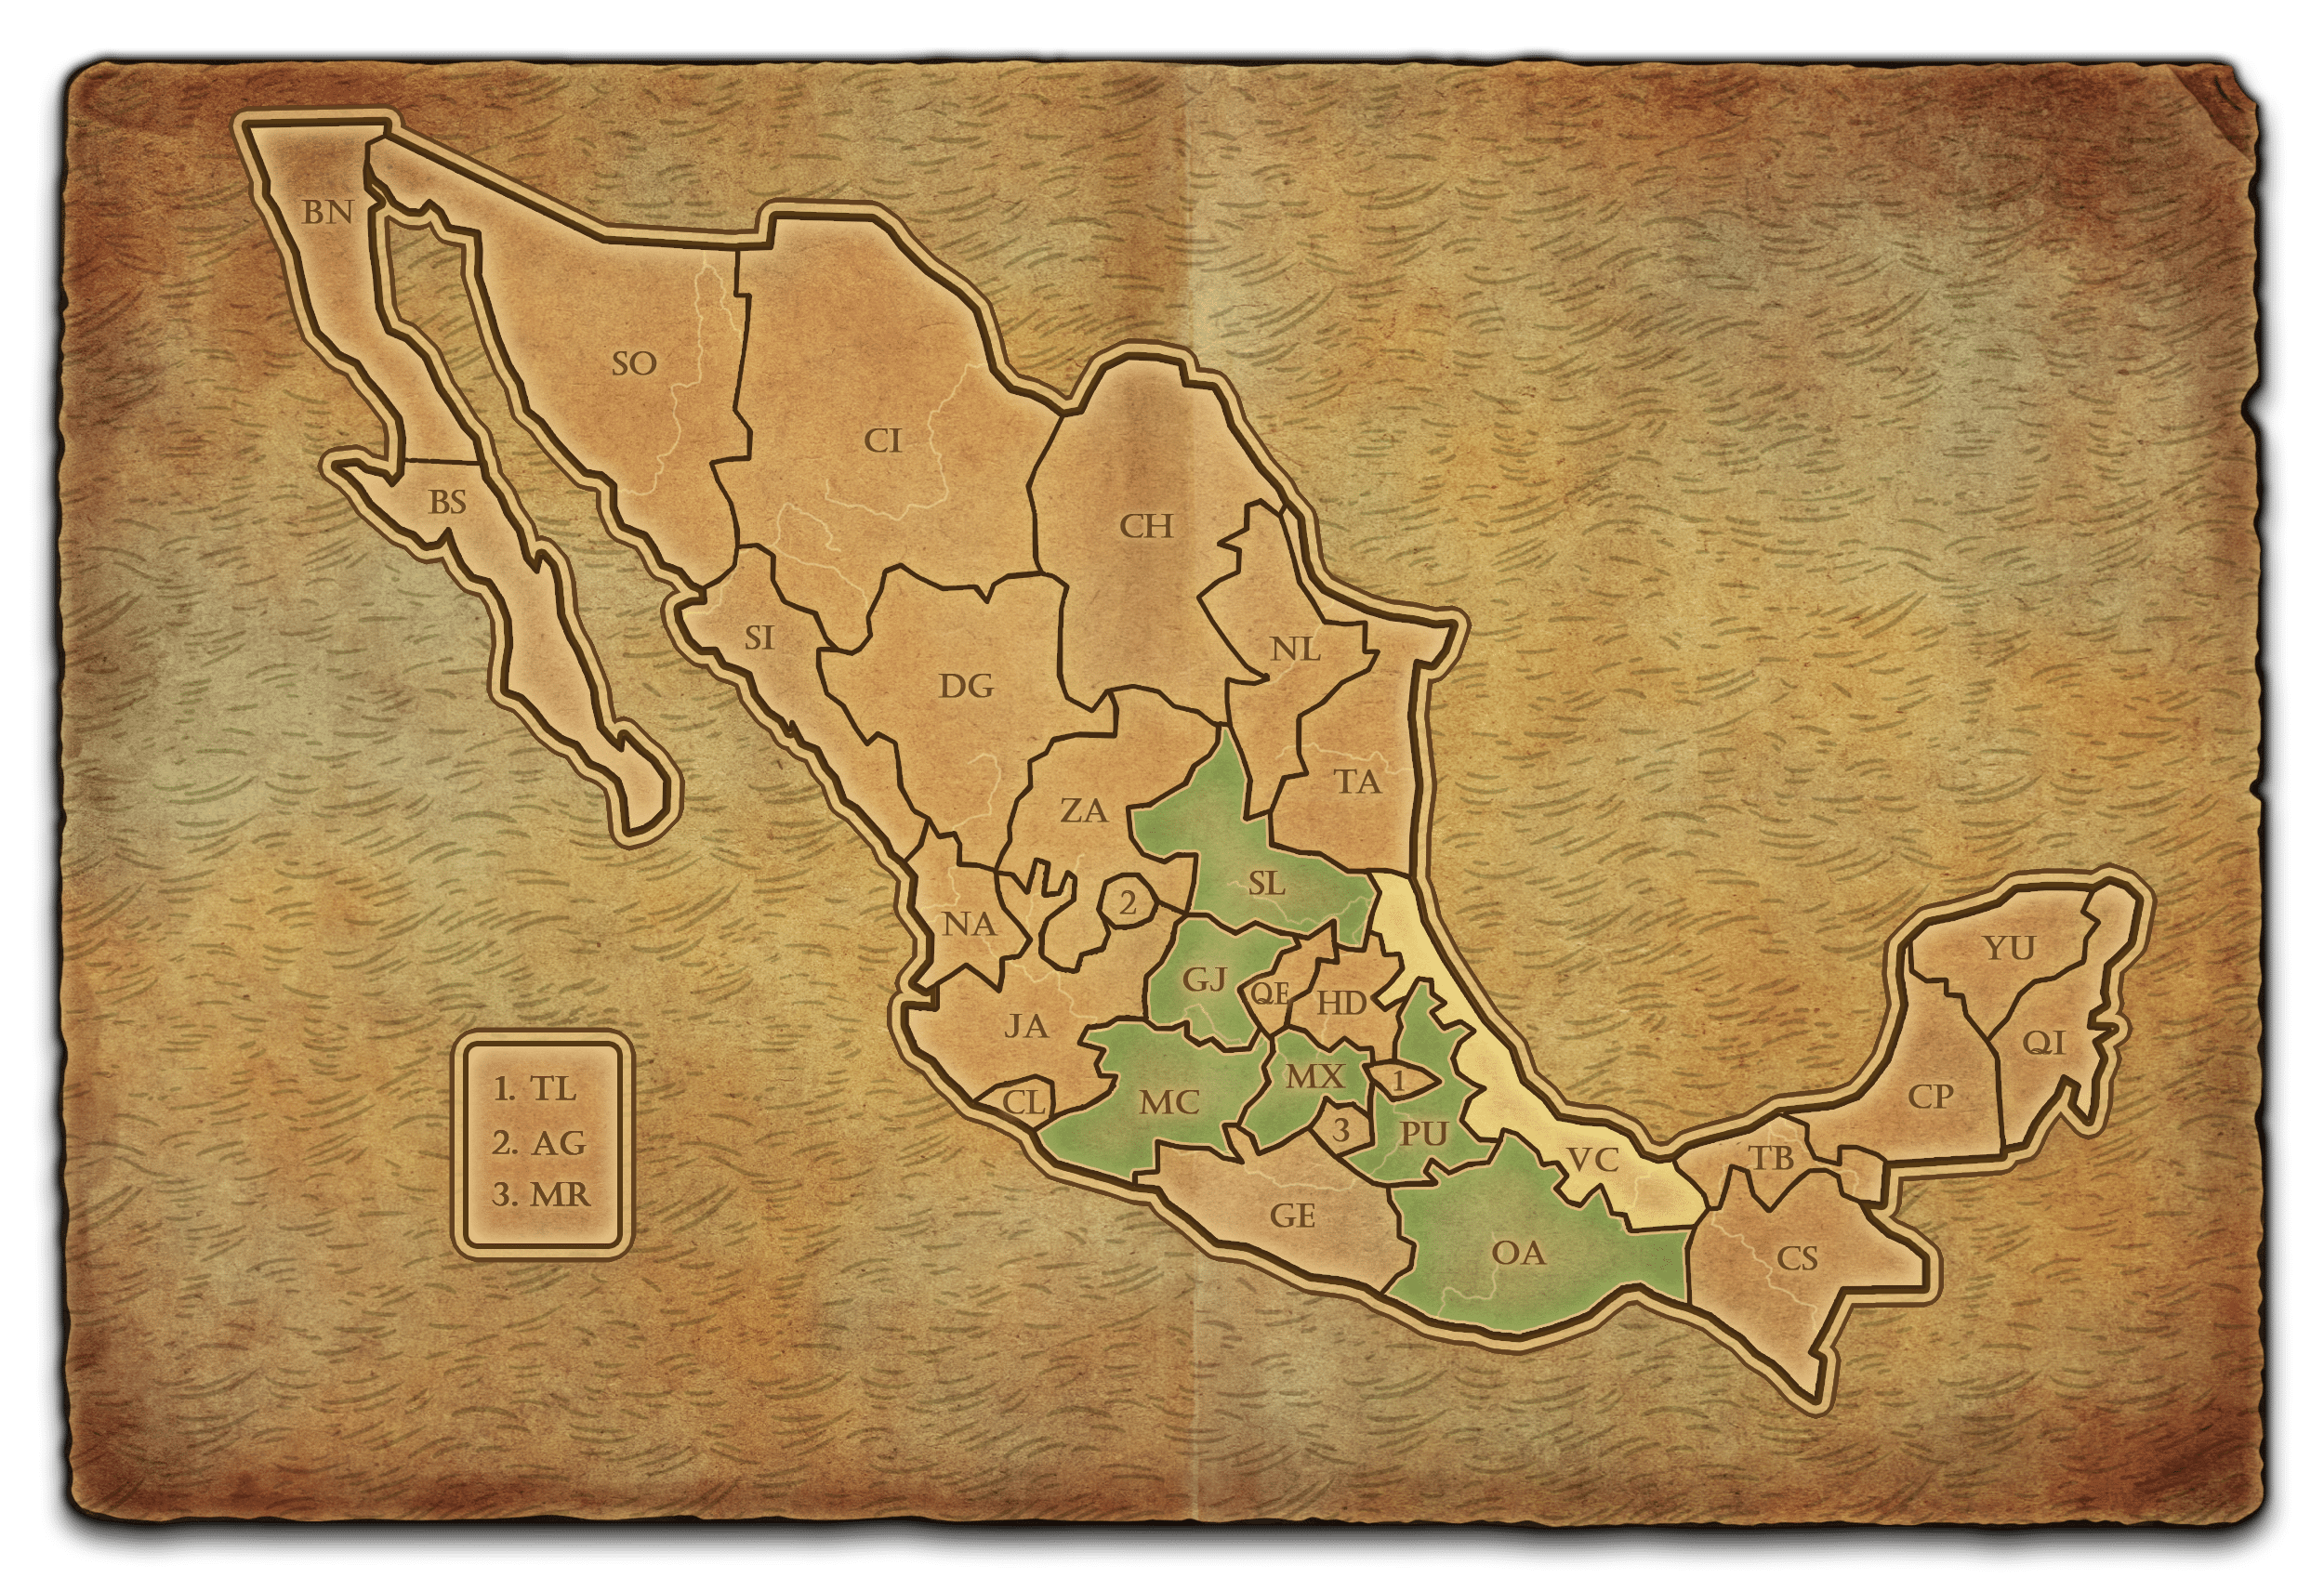 BN
SO
CI
BS
CH
SI
NL
DG
TA
ZA
SL
2
NA
YU
GJ
QE
HD
JA
QI
MX
1
CL
MC
CP
3
PU
VC
TB
GE
OA
CS
1. TL
2. AG
3. MR